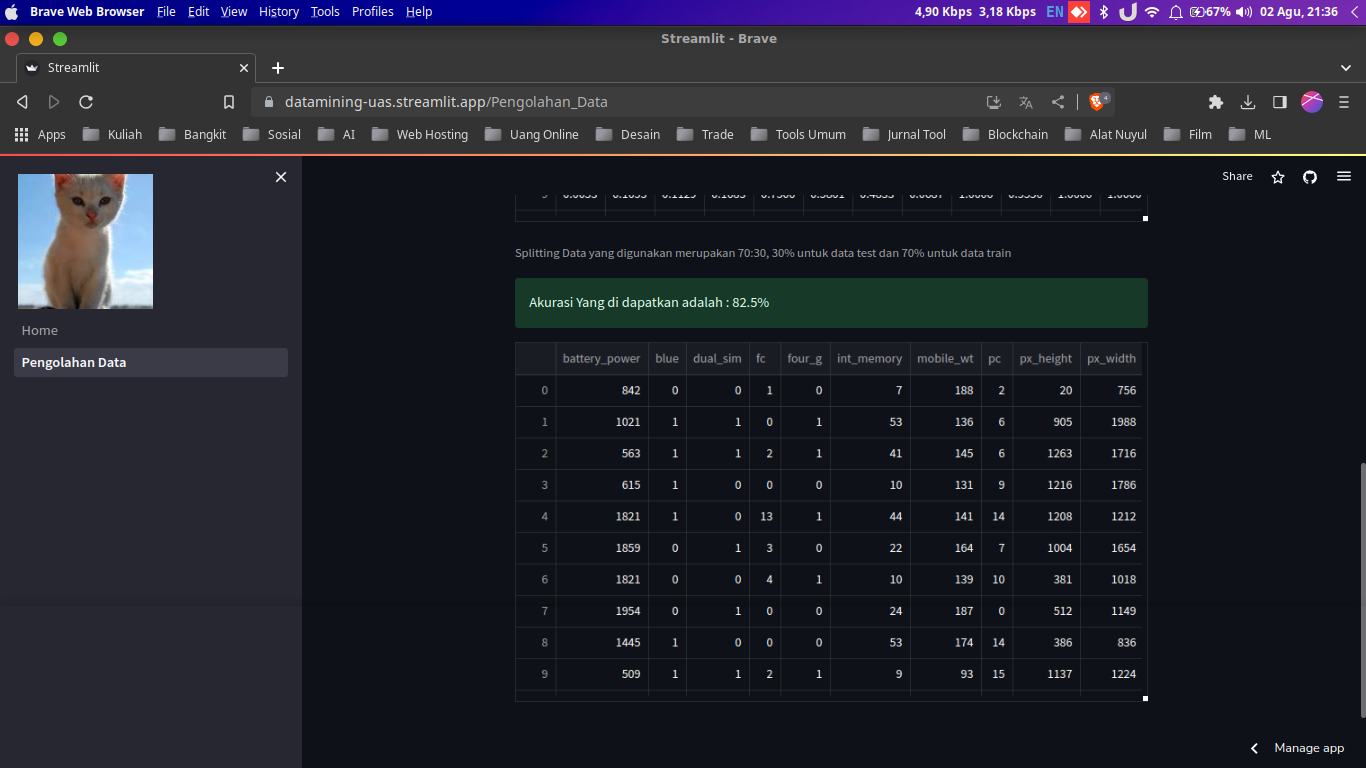 Brave Web Browser File Edit View History Tools Profiles Help 4,90 Kbps 3,18 Kbps EN 67% 02 Agu, 21:36
Streamlit - Brave
Streamlit
datamining-uas.streamlit.app/Pengolahan_Data 4
Apps Kuliah Bangkit Sosial AI Web Hosting Uang Online Desain Trade Tools Umum Jurnal Tool Blockchain Alat Nuyul Film ML
Share
Home
Pengolahan Data
Splitting Data yang digunakan merupakan 70:30, 30% untuk data test dan 70% untuk data train
Akurasi Yang di dapatkan adalah : 82.5%
battery_power blue dual_sim fc four_g int_memory mobile_wt pc px_height px_width
0 842 0 0 1 0 7 188 2 20 756
1 1021 1 1 0 1 53 136 6 905 1988
2 563 1 1 2 1 41 145 6 1263 1716
3 615 1 0 0 0 10 131 9 1216 1786
4 1821 1 0 13 1 44 141 14 1208 1212
5 1859 0 1 3 0 22 164 7 1004 1654
6 1821 0 0 4 1 10 139 10 381 1018
7 1954 0 1 0 0 24 187 0 512 1149
8 1445 1 0 0 0 53 174 14 386 836
9 509 1 1 2 1 9 93 15 1137 1224
Manage app